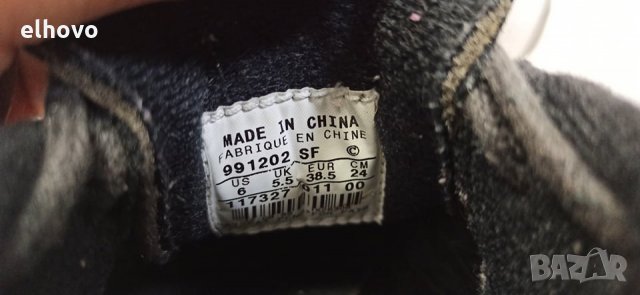 elhovo
MADE IN CHINA
FABRIQUE EN CHINE
991202 SF ©
US UK EUR CM
6 5.5 38.5 24
117327 011 00
BAZAR